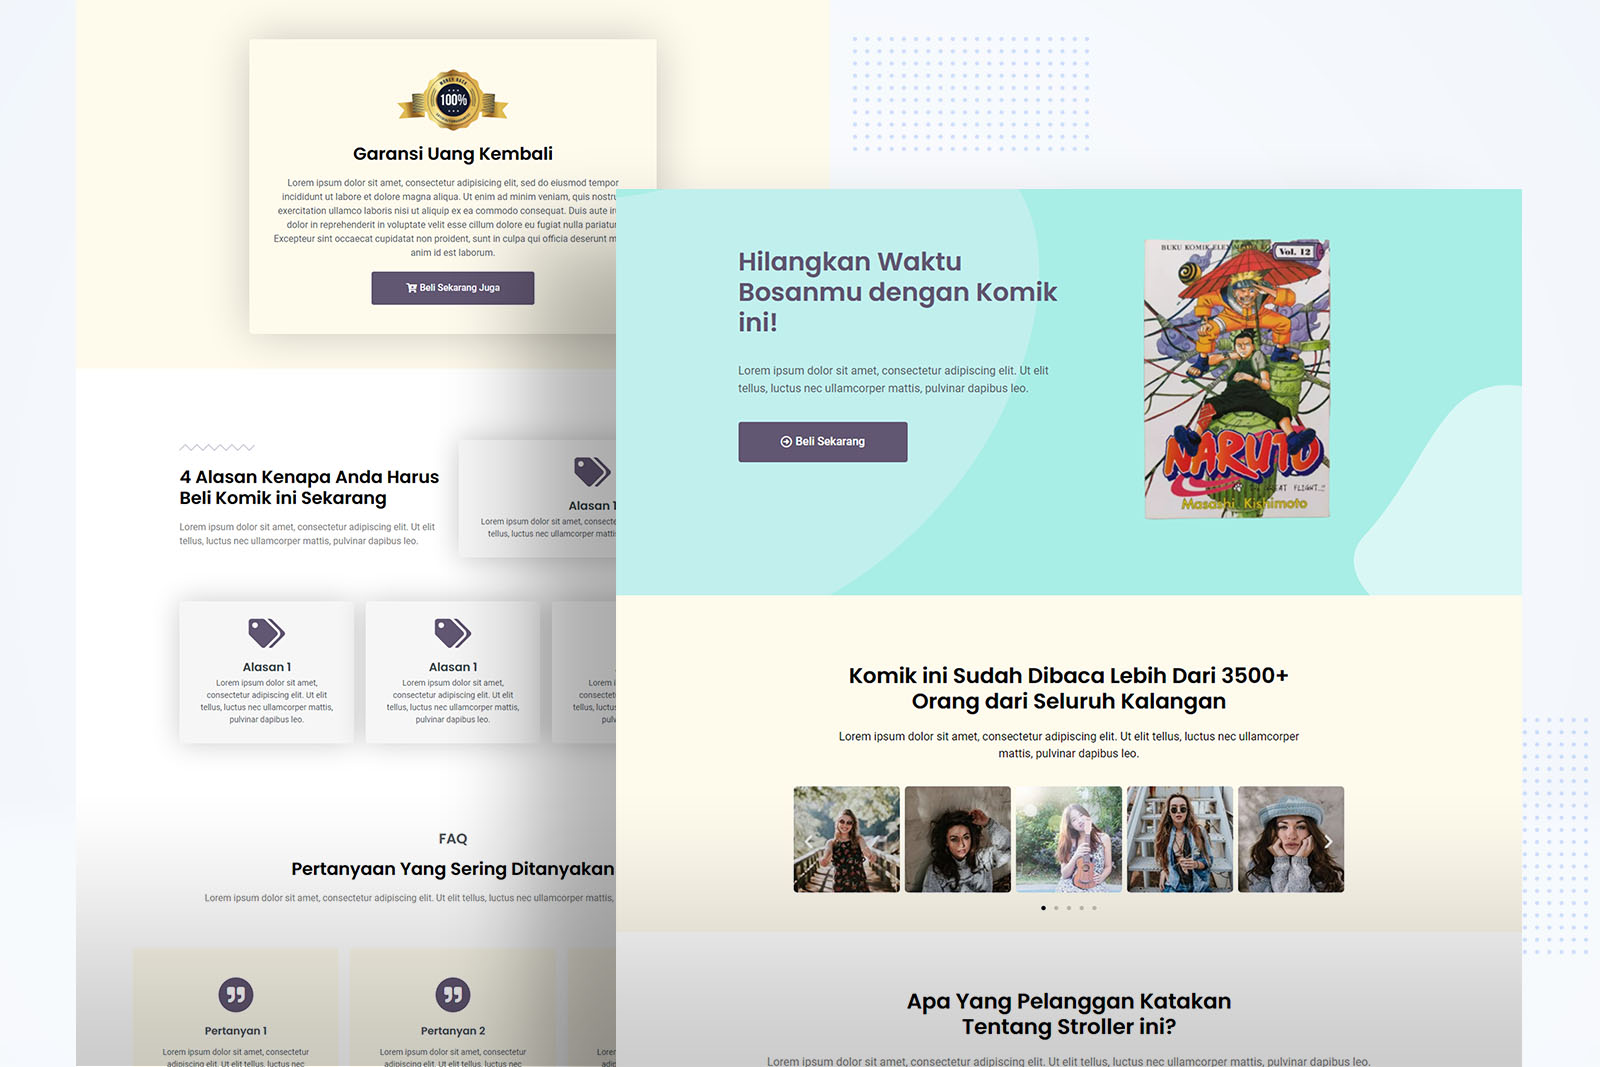 MONEY BACK
100%
Garansi Uang Kembali
Lorem ipsum dolor sit amet, consectetur adipisicing elit, sed do eiusmod tempor
incididunt ut labore et dolore magna aliqua. Ut enim ad minim veniam, quis nostru
exercitation ullamco laboris nisi ut aliquip ex ea commodo consequat. Duis aute ir
dolor in reprehenderit in voluptate velit esse cillum dolore eu fugiat nulla pariatur
Excepteur sint occaecat cupidatat non proident, sunt in culpa qui officia deserunt m
anim id est laborum.
Beli Sekarang Juga
4 Alasan Kenapa Anda Harus
Beli Komik ini Sekarang
Lorem ipsum dolor sit amet, consectetur adipiscing elit. Ut elit
tellus, luctus nec ullamcorper mattis, pulvinar dapibus leo.
Alasan 1
Lorem ipsum dolor sit amet, consecte
tellus, luctus nec ullamcorper mattis
Alasan 1
Lorem ipsum dolor sit amet,
consectetur adipiscing elit. Ut elit
tellus, luctus nec ullamcorper mattis,
pulvinar dapibus leo.
Alasan 1
Lorem ipsum dolor sit amet,
consectetur adipiscing elit. Ut elit
tellus, luctus nec ullamcorper mattis,
pulvinar dapibus leo.
Lorem i
consectet
tellus, luctu
pulv
FAQ
Pertanyaan Yang Sering Ditanyakan
Lorem ipsum dolor sit amet, consectetur adipiscing elit. Ut elit tellus, luctus nec ullamcorper mattis,
Pertanyan 1
Lorem ipsum dolor sit amet, consectetur
adipiscing elit. Ut elit tellus, luctus nec
Pertanyan 2
Lorem ipsum dolor sit amet, consectetur
adipiscing elit. Ut elit tellus, luctus nec
Lorer
adipis
Hilangkan Waktu
Bosanmu dengan Komik
ini!
Lorem ipsum dolor sit amet, consectetur adipiscing elit. Ut elit
tellus, luctus nec ullamcorper mattis, pulvinar dapibus leo.
Beli Sekarang
BUKU KOMIK ELEX
Vol. 12
NARUTO
GREAT FLIGHT..!!
Masashi Kishimoto
Komik ini Sudah Dibaca Lebih Dari 3500+
Orang dari Seluruh Kalangan
Lorem ipsum dolor sit amet, consectetur adipiscing elit. Ut elit tellus, luctus nec ullamcorper
mattis, pulvinar dapibus leo.
Apa Yang Pelanggan Katakan
Tentang Stroller ini?
Lorem ipsum dolor sit amet, consectetur adipiscing elit. Ut elit tellus, luctus nec ullamcorper mattis, pulvinar dapibus leo.